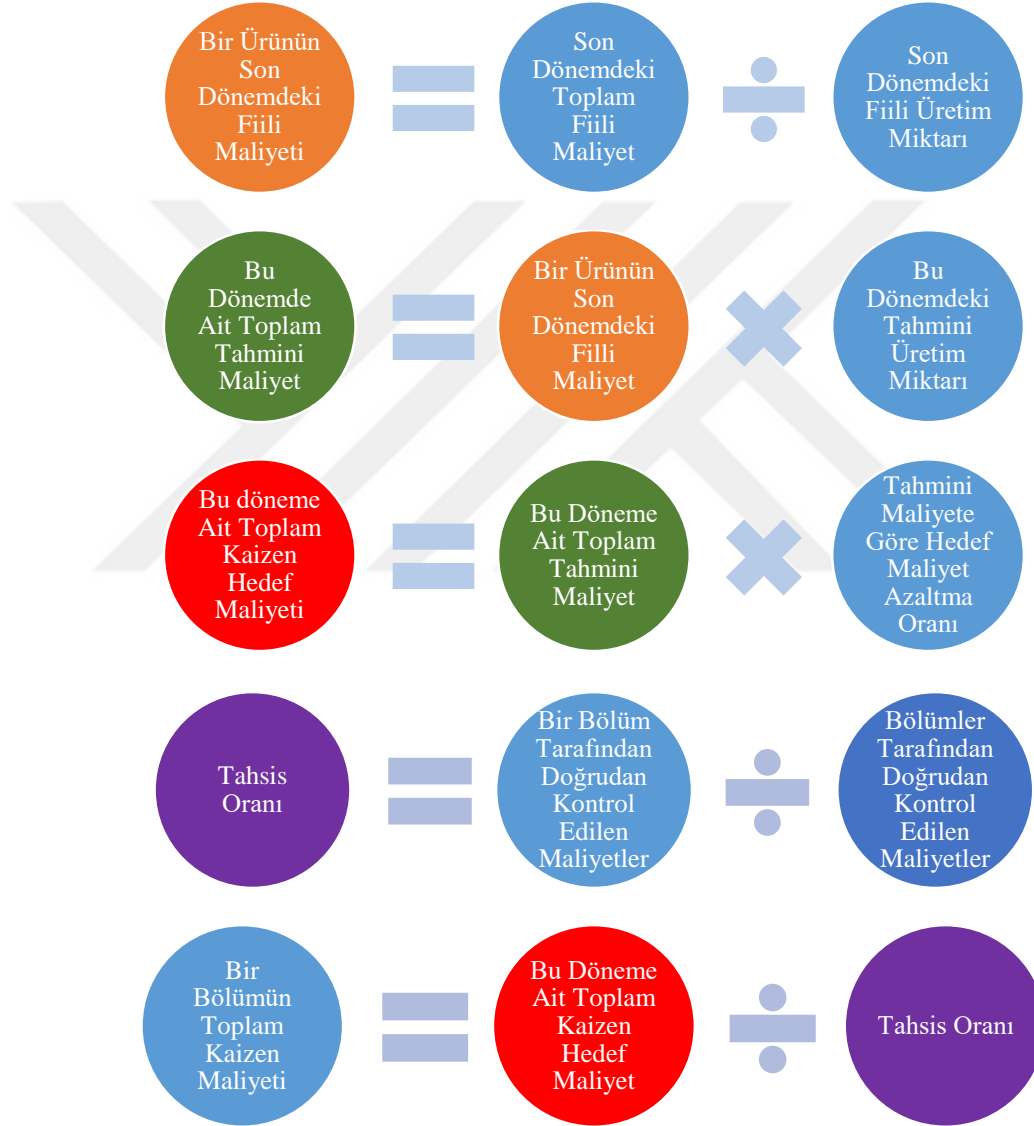 Bir Ürünün
Son
Dönemdeki
Fiili
Maliyeti
Son
Dönemdeki
Toplam
Fiili
Maliyet
Son
Dönemdeki
Fiili Üretim
Miktarı
Bu
Dönemde
Ait Toplam
Tahmini
Maliyet
Bir Ürünün
Son
Dönemdeki
Filli
Maliyet
Bu
Dönemdeki
Tahmini
Üretim
Miktarı
Bu döneme
Ait Toplam
Kaizen
Hedef
Maliyeti
Bu Döneme
Ait Toplam
Tahmini
Maliyet
Tahmini
Maliyete
Göre Hedef
Maliyet
Azaltma
Oranı
Tahsis
Oranı
Bir Bölüm
Tarafından
Doğrudan
Kontrol
Edilen
Maliyetler
Bölümler
Tarafından
Doğrudan
Kontrol
Edilen
Maliyetler
Bir
Bölümün
Toplam
Kaizen
Maliyeti
Bu Döneme
Ait Toplam
Kaizen
Hedef
Maliyet
Tahsis Oranı